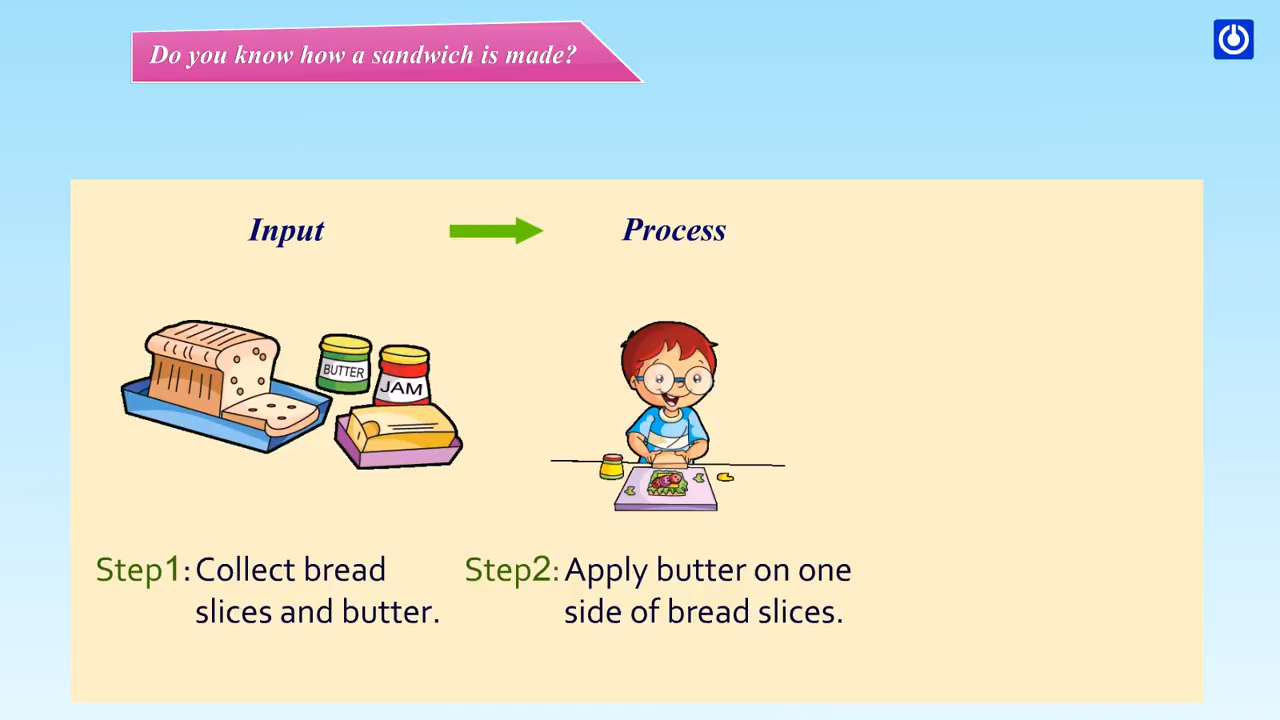 Do you know how a sandwich is made?
Input
Process
BUTTER
JAM
Step1: Collect bread
slices and butter.
Step2: Apply butter on one
side of bread slices.